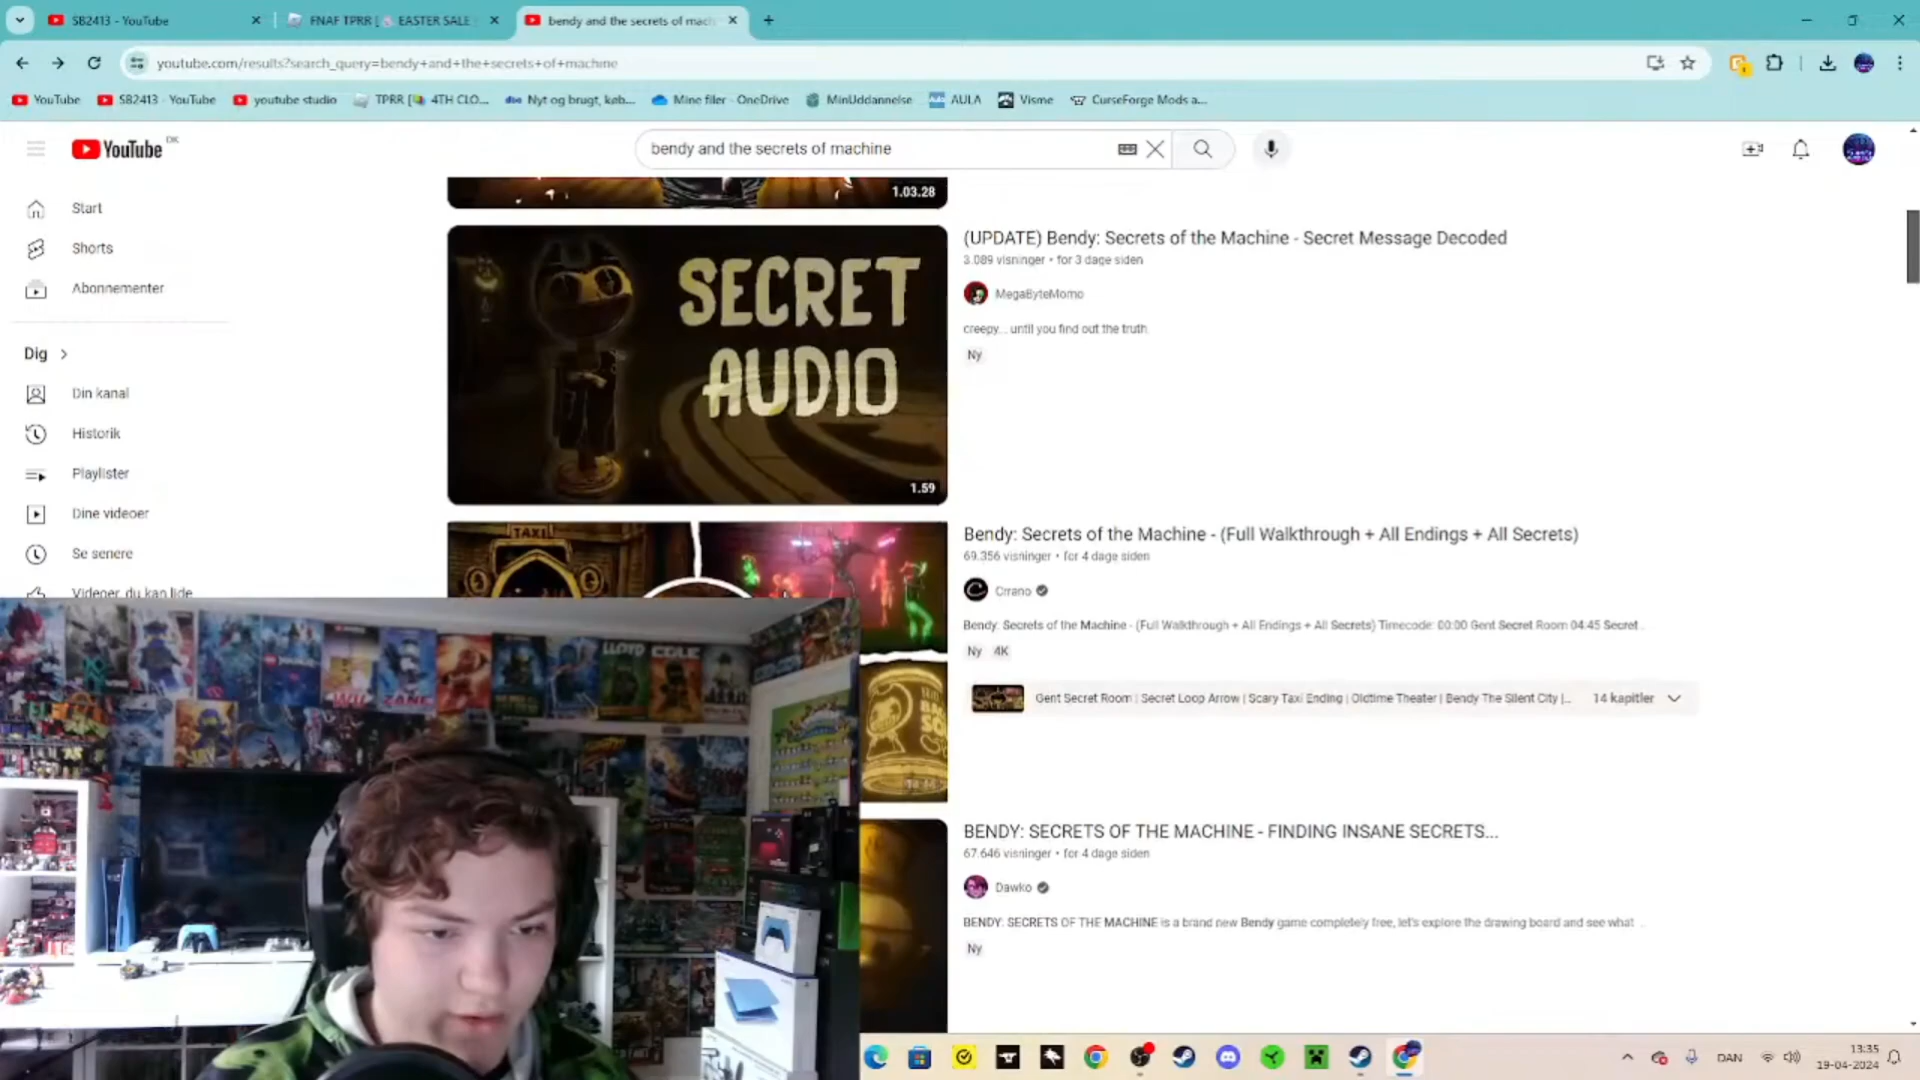 SB2413 - YouTube
FNAF TPRR [ EASTER SALE
bendy and the secrets of mach
youtube.com/results?search_query=bendy+and+the+secrets+of+machine
YouTube
SB2413 - YouTube
youtube studio
TPRR [ 4TH CLO...
Nyt og brugt, køb...
Mine filer - OneDrive
MinUddannelse
AULA
Visme
CurseForge Mods a...
YouTube DK
bendy and the secrets of machine
Start
Shorts
Abonnementer
Dig
Din kanal
Historik
Playlister
Dine videoer
Se senere
Videoer, du kan lide
1.03.28
SECRET
AUDIO
1.59
(UPDATE) Bendy: Secrets of the Machine - Secret Message Decoded
3.089 visninger • for 3 dage siden
MegaByteMomo
creepy... until you find out the truth.
Ny
TAXI
Bendy: Secrets of the Machine - (Full Walkthrough + All Endings + All Secrets)
69.356 visninger • for 4 dage siden
Cirrano
Bendy: Secrets of the Machine - (Full Walkthrough + All Endings + All Secrets) Timecode: 00:00 Gent Secret Room 04:45 Secret ...
Ny 4K
Gent Secret Room | Secret Loop Arrow | Scary Taxi Ending | Oldtime Theater | Bendy The Silent City |... 14 kapitler
BENDY: SECRETS OF THE MACHINE - FINDING INSANE SECRETS...
67.646 visninger • for 4 dage siden
Dawko
BENDY: SECRETS OF THE MACHINE is a brand new Bendy game completely free, let's explore the drawing board and see what ...
Ny
LLOYD COLE
ZANE
DAN
13:35
19-04-2024